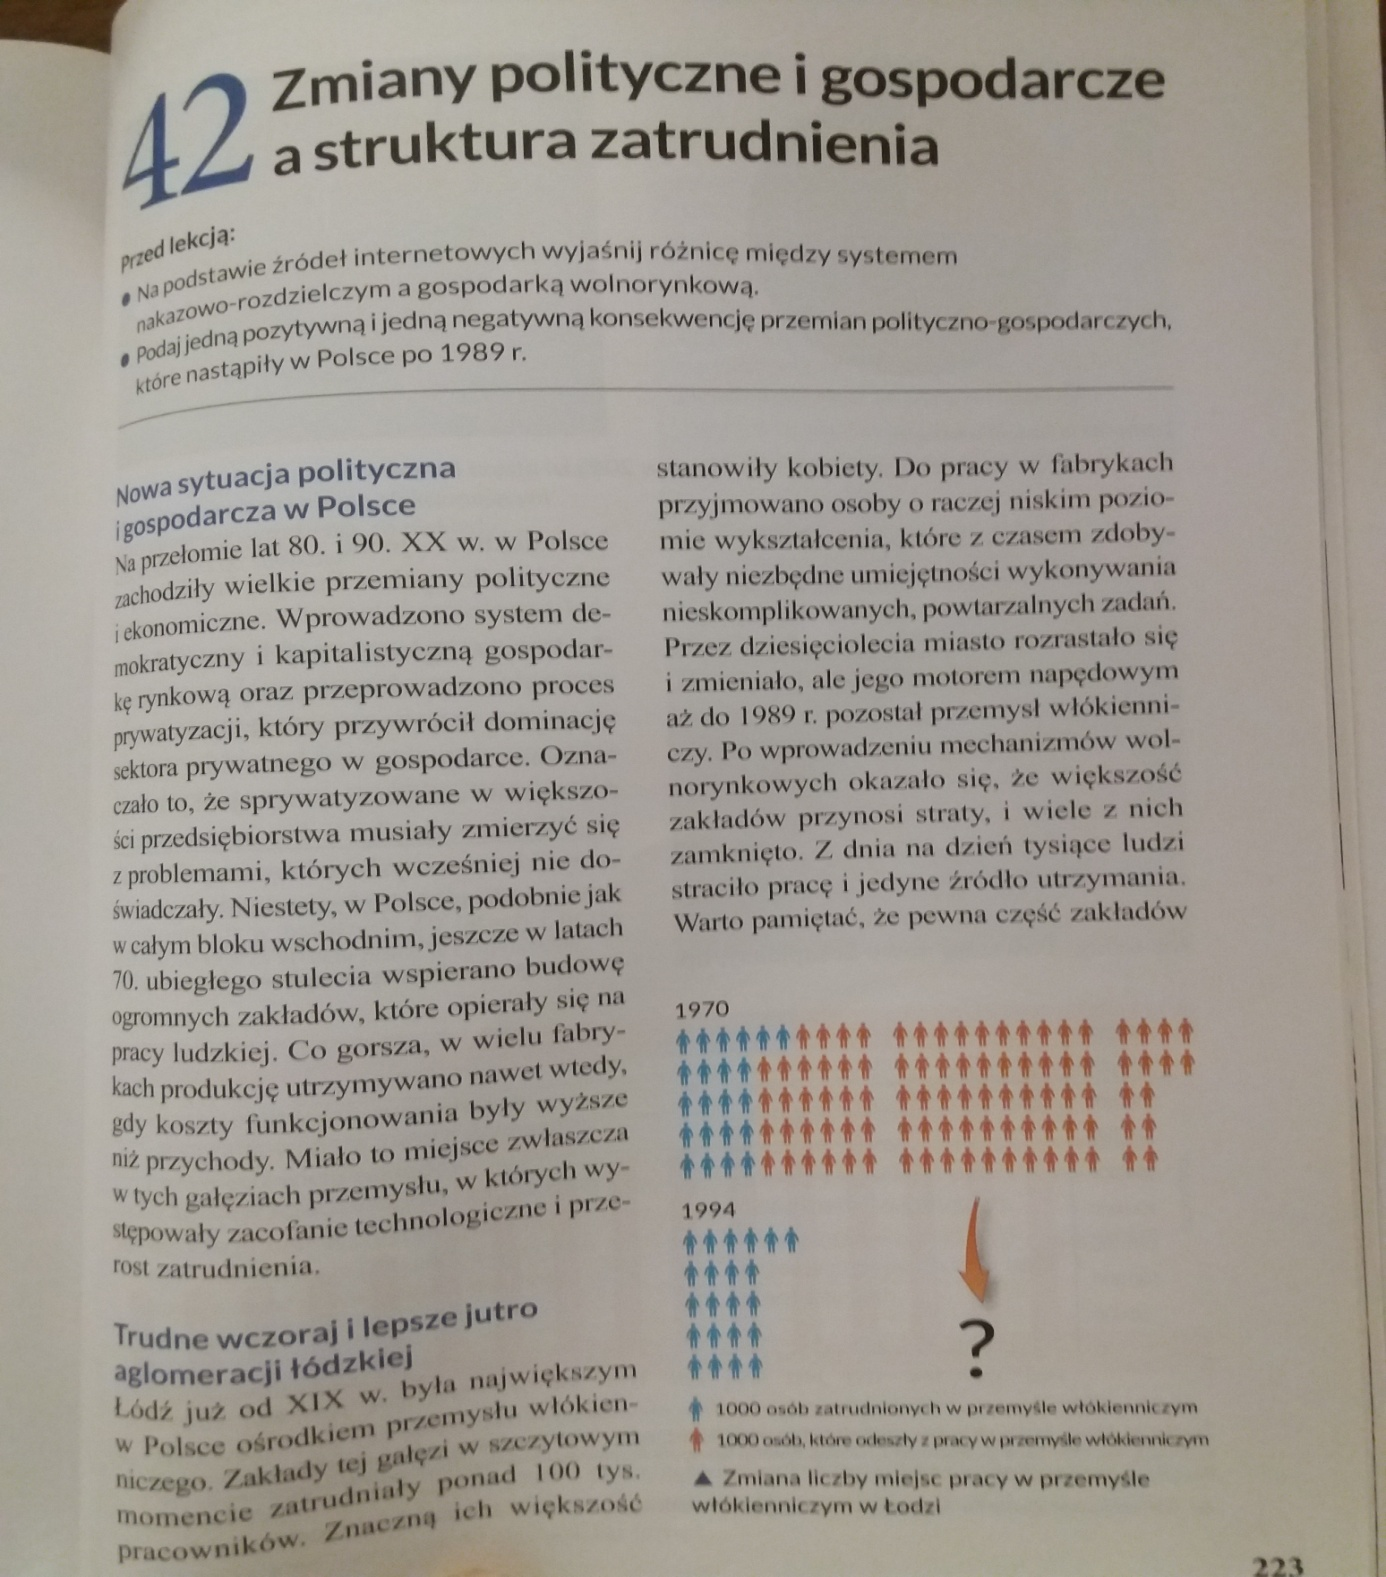 42
Zmiany polityczne i gospodarcze
a struktura zatrudnienia
Przed lekcją:
• Na podstawie źródeł internetowych wyjaśnij różnicę między systemem
nakazowo-rozdzielczym a gospodarką wolnorynkową.
• Podaj jedną pozytywną i jedną negatywną konsekwencję przemian polityczno-gospodarczych,
które nastąpiły w Polsce po 1989 r.
Nowa sytuacja polityczna
i gospodarcza w Polsce
Na przełomie lat 80. i 90. XX w. w Polsce
zachodziły wielkie przemiany polityczne
i ekonomiczne. Wprowadzono system de-
mokratyczny i kapitalistyczną gospodar-
kę rynkową oraz przeprowadzono proces
prywatyzacji, który przywrócił dominację
sektora prywatnego w gospodarce. Ozna-
czało to, że sprywatyzowane w większo-
ści przedsiębiorstwa musiały zmierzyć się
z problemami, których wcześniej nie do-
świadczały. Niestety, w Polsce, podobnie jak
w całym bloku wschodnim, jeszcze w latach
70. ubiegłego stulecia wspierano budowę
ogromnych zakładów, które opierały się na
pracy ludzkiej. Co gorsza, w wielu fabry-
kach produkcję utrzymywano nawet wtedy,
gdy koszty funkcjonowania były wyższe
niż przychody. Miało to miejsce zwłaszcza
w tych gałęziach przemysłu, w których wy-
stępowały zacofanie technologiczne i prze-
rost zatrudnienia.
Trudne wczoraj i lepsze jutro
aglomeracji łódzkiej
Łódź już od XIX w. była największym
w Polsce ośrodkiem przemysłu włókien-
niczego. Zakłady tej gałęzi w szczytowym
momencie zatrudniały ponad 100 tys.
pracowników. Znaczną ich większość
stanowiły kobiety. Do pracy w fabrykach
przyjmowano osoby o raczej niskim pozio-
mie wykształcenia, które z czasem zdoby-
wały niezbędne umiejętności wykonywania
nieskomplikowanych, powtarzalnych zadań.
Przez dziesięciolecia miasto rozrastało się
i zmieniało, ale jego motorem napędowym
aż do 1989 r. pozostał przemysł włókienni-
czy. Po wprowadzeniu mechanizmów wol-
norynkowych okazało się, że większość
zakładów przynosi straty, i wiele z nich
zamknięto. Z dnia na dzień tysiące ludzi
straciło pracę i jedyne źródło utrzymania.
Warto pamiętać, że pewna część zakładów
1970
1994
?
1000 osób zatrudnionych w przemyśle włókienniczym
1000 osób, które odeszły z pracy w przemyśle włókienniczym
▲ Zmiana liczby miejsc pracy w przemyśle
włókienniczym w Łodzi
223